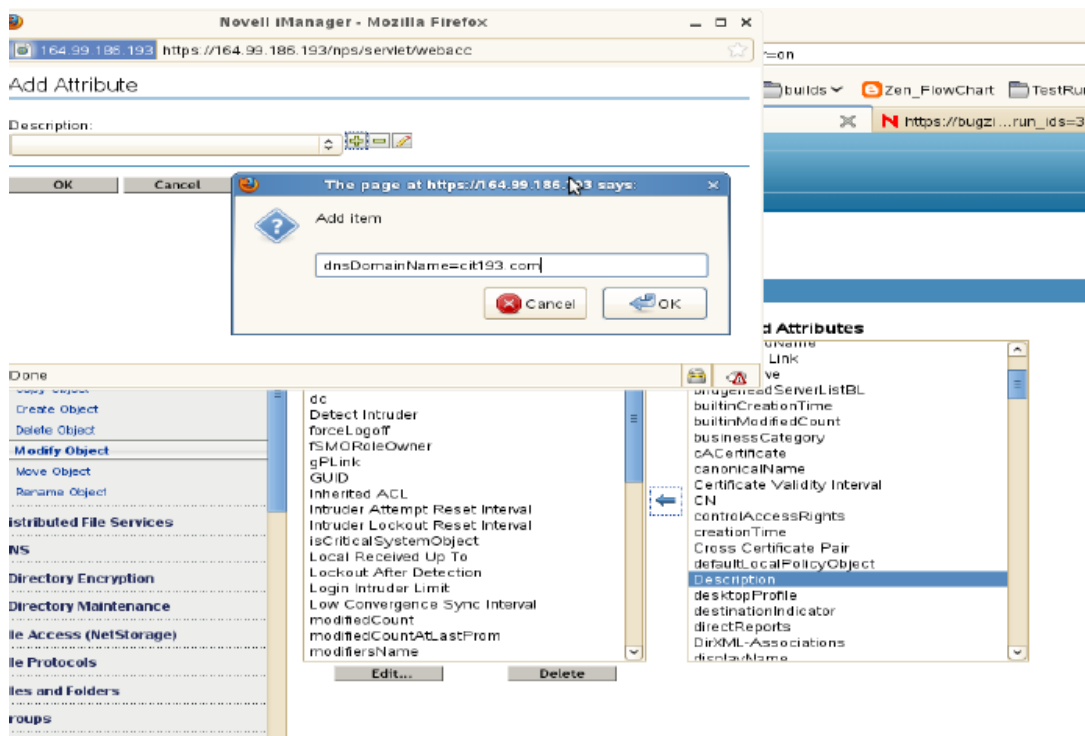 Novell iManager - Mozilla Firefox
164.99.186.193 https://164.99.186.193/nps/servlet/webacc
Add Attribute
Description:
OK Cancel
The page at https://164.99.186. 93 says:
Add item
dnsDomainName=cit193.com
Cancel OK
Done
=on
builds Zen_FlowChart TestRu
https://bugzi...run_ids=3
d Attributes
Link
ve
bridgeheadServerListBL
builtinCreationTime
builtinModifiedCount
businessCategory
cACertificate
canonicalName
Certificate Validity Interval
CN
controlAccessRights
creationTime
Cross Certificate Pair
defaultLocalPolicyObject
Description
desktopProfile
destinationIndicator
directReports
DirXML-Associations
displayName
dc
Detect Intruder
forceLogoff
fSMORoleOwner
gPLink
GUID
Inherited ACL
Intruder Attempt Reset Interval
Intruder Lockout Reset Interval
isCriticalSystemObject
Local Received Up To
Lockout After Detection
Login Intruder Limit
Low Convergence Sync Interval
modifiedCount
modifiedCountAtLastProm
modifiersName
Edit... Delete
Copy Object
Create Object
Delete Object
Modify Object
Move Object
Rename Object
istributed File Services
NS
Directory Encryption
Directory Maintenance
le Access (NetStorage)
le Protocols
les and Folders
roups